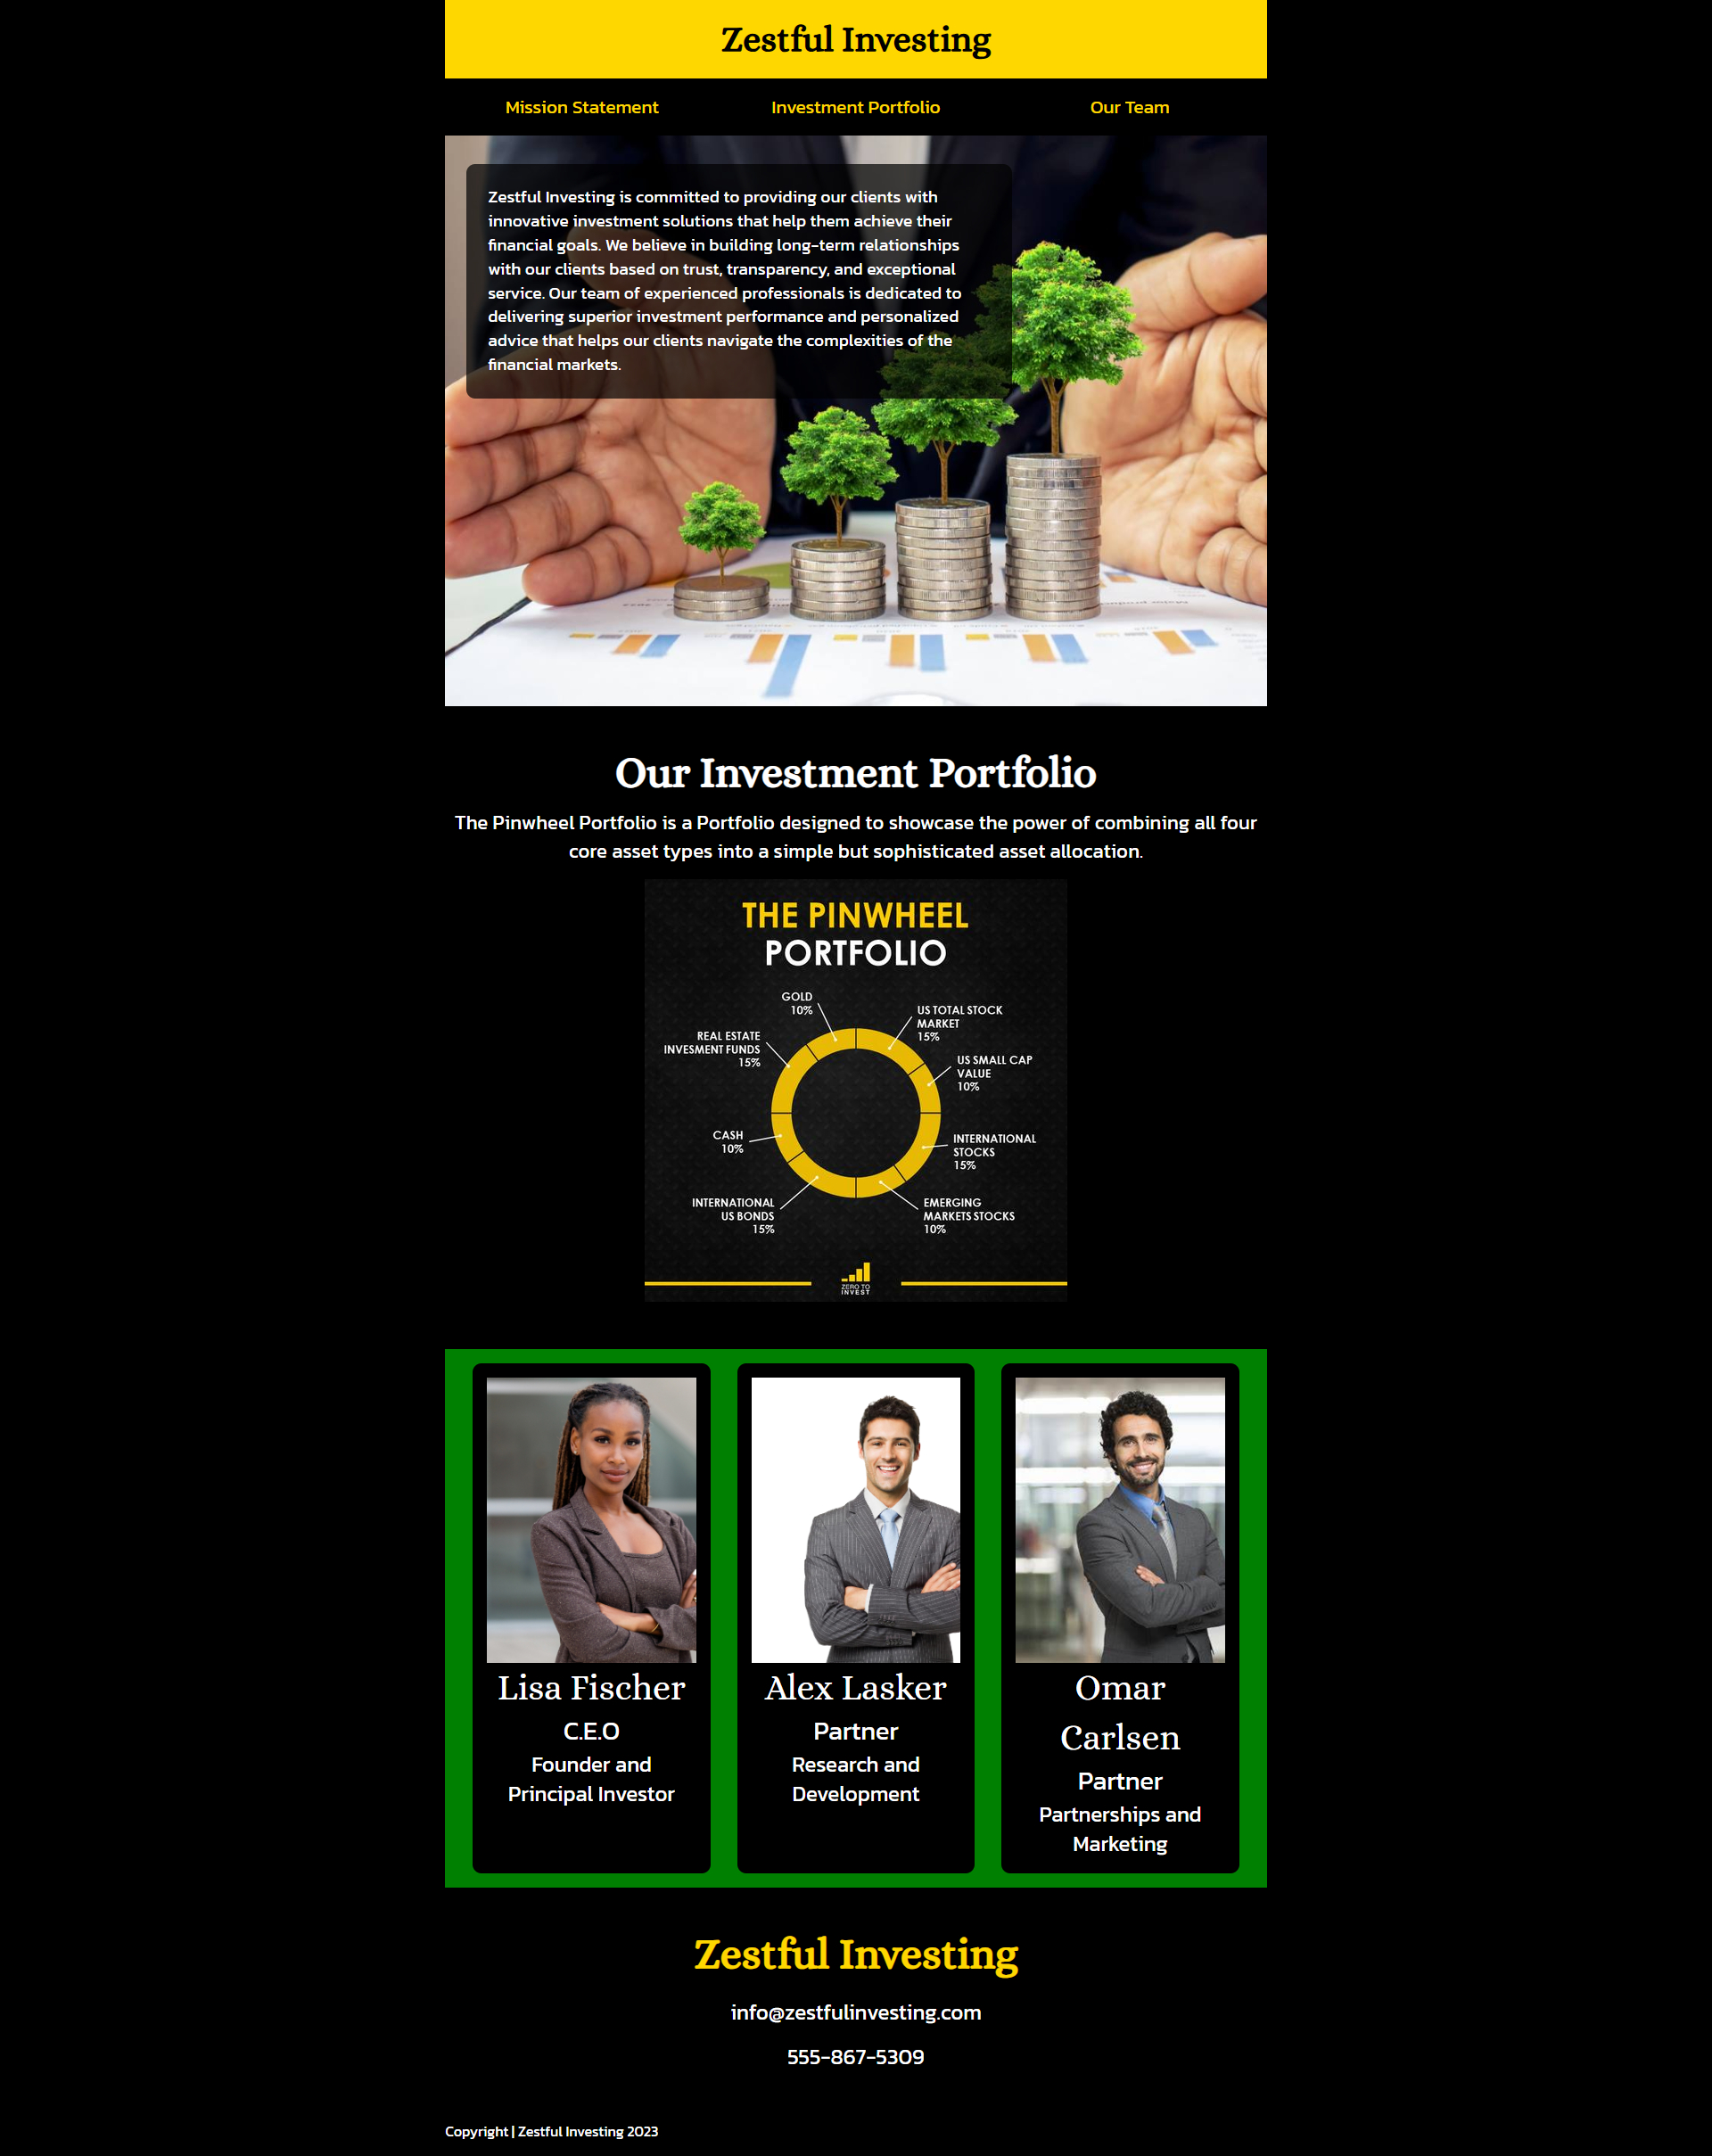 Zestful Investing
Mission Statement
Investment Portfolio
Our Team
Zestful Investing is committed to providing our clients with
innovative investment solutions that help them achieve their
financial goals. We believe in building long-term relationships
with our clients based on trust, transparency, and exceptional
service. Our team of experienced professionals is dedicated to
delivering superior investment performance and personalized
advice that helps our clients navigate the complexities of the
financial markets.
Our Investment Portfolio
The Pinwheel Portfolio is a Portfolio designed to showcase the power of combining all four
core asset types into a simple but sophisticated asset allocation.
THE PINWHEEL
PORTFOLIO
GOLD
10%
US TOTAL STOCK
MARKET
15%
REAL ESTATE
INVESMENT FUNDS
15%
US SMALL CAP
VALUE
10%
CASH
10%
INTERNATIONAL
STOCKS
15%
INTERNATIONAL
US BONDS
15%
EMERGING
MARKETS STOCKS
10%
ZERO TO
INVEST
Lisa Fischer
C.E.O
Founder and
Principal Investor
Alex Lasker
Partner
Research and
Development
Omar
Carlsen
Partner
Partnerships and
Marketing
Zestful Investing
info@zestfulinvesting.com
555-867-5309
Copyright | Zestful Investing 2023